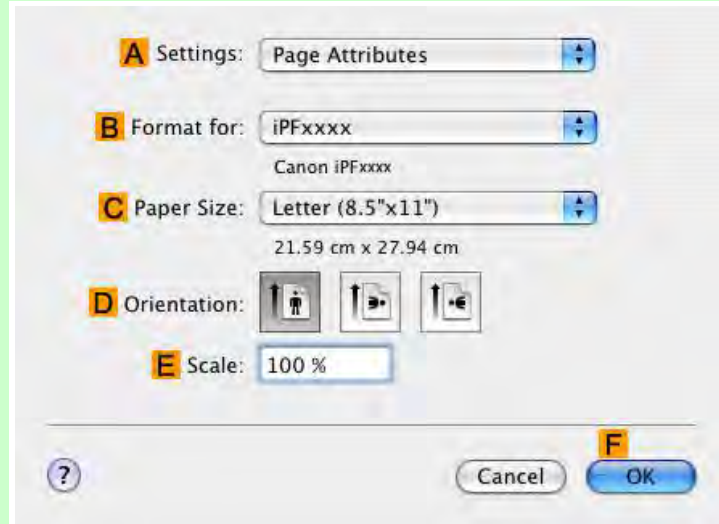 A Settings: Page Attributes
B Format for: iPFxxxx
Canon iPFxxxx
C Paper Size: Letter (8.5"x11")
21.59 cm x 27.94 cm
D Orientation:
E Scale: 100 %
F
? Cancel OK